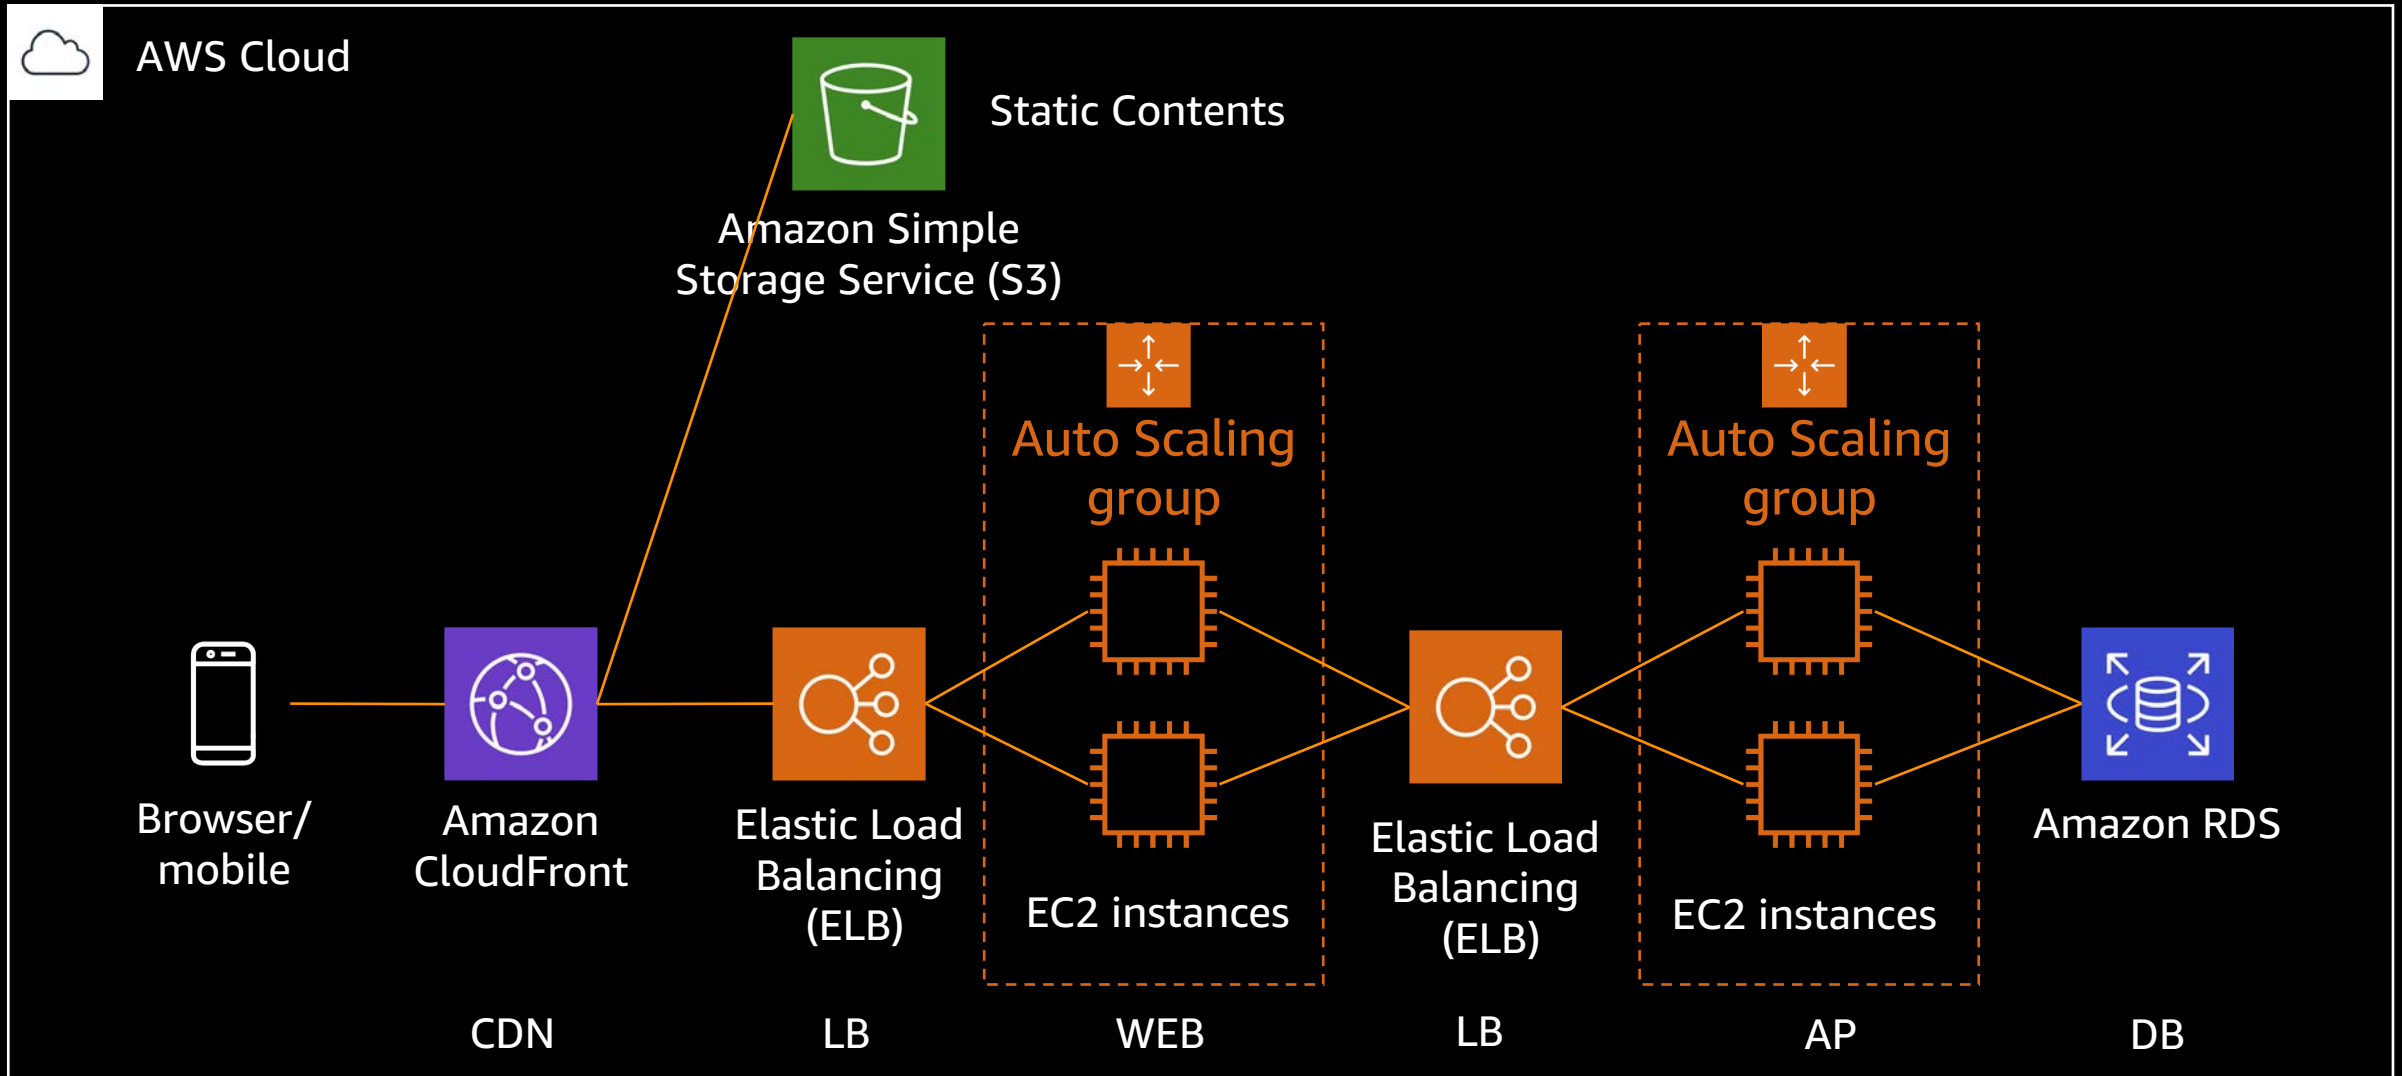 AWS Cloud
Static Contents
Amazon Simple
Storage Service (S3)
Auto Scaling
group
Auto Scaling
group
Browser/
mobile
Amazon
CloudFront
Elastic Load
Balancing
(ELB)
EC2 instances
Elastic Load
Balancing
(ELB)
EC2 instances
Amazon RDS
CDN
LB
WEB
LB
AP
DB